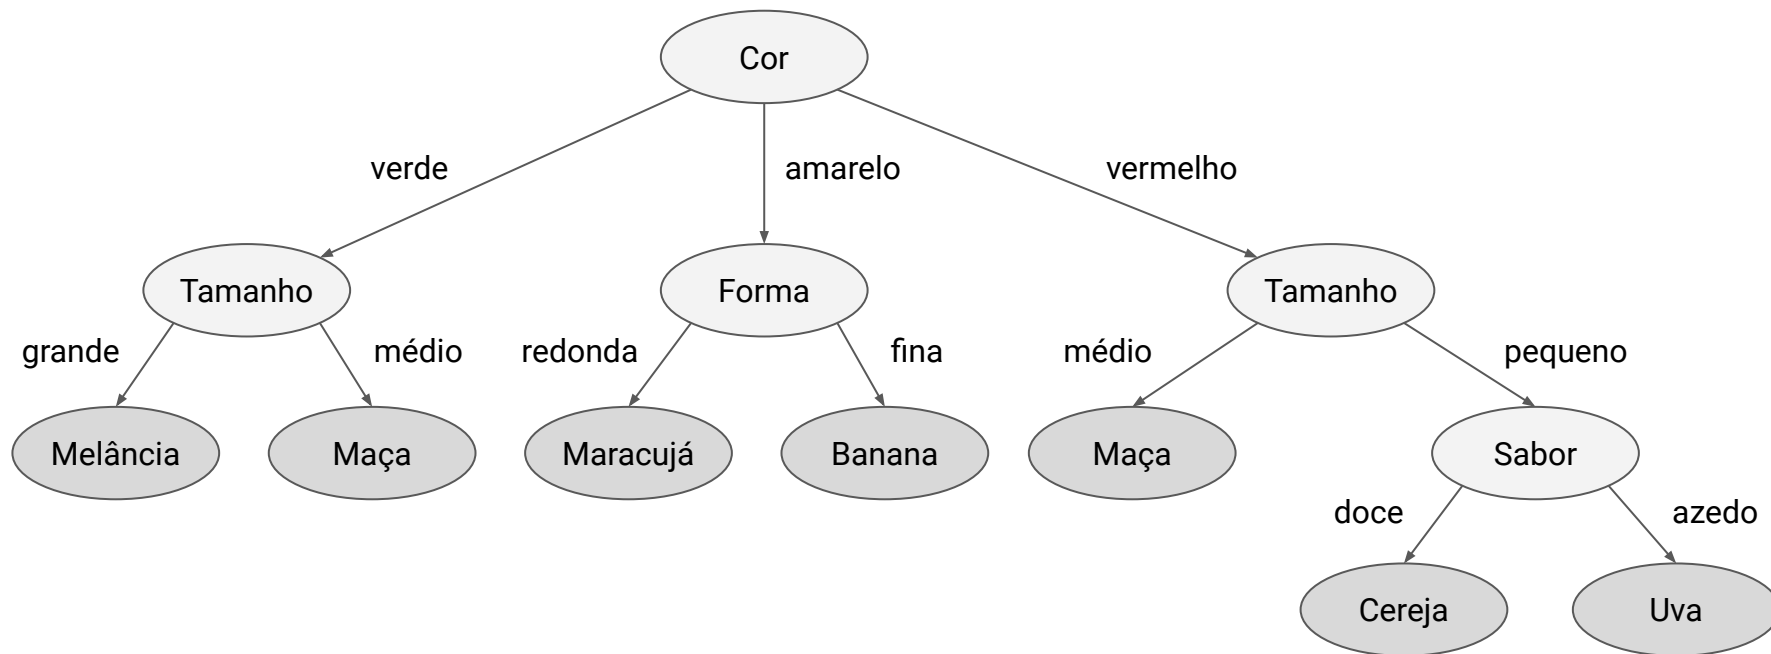 Cor
verde
amarelo
vermelho
Tamanho
Forma
Tamanho
grande
médio
redonda
fina
médio
pequeno
Melância
Maça
Maracujá
Banana
Maça
Sabor
doce
azedo
Cereja
Uva